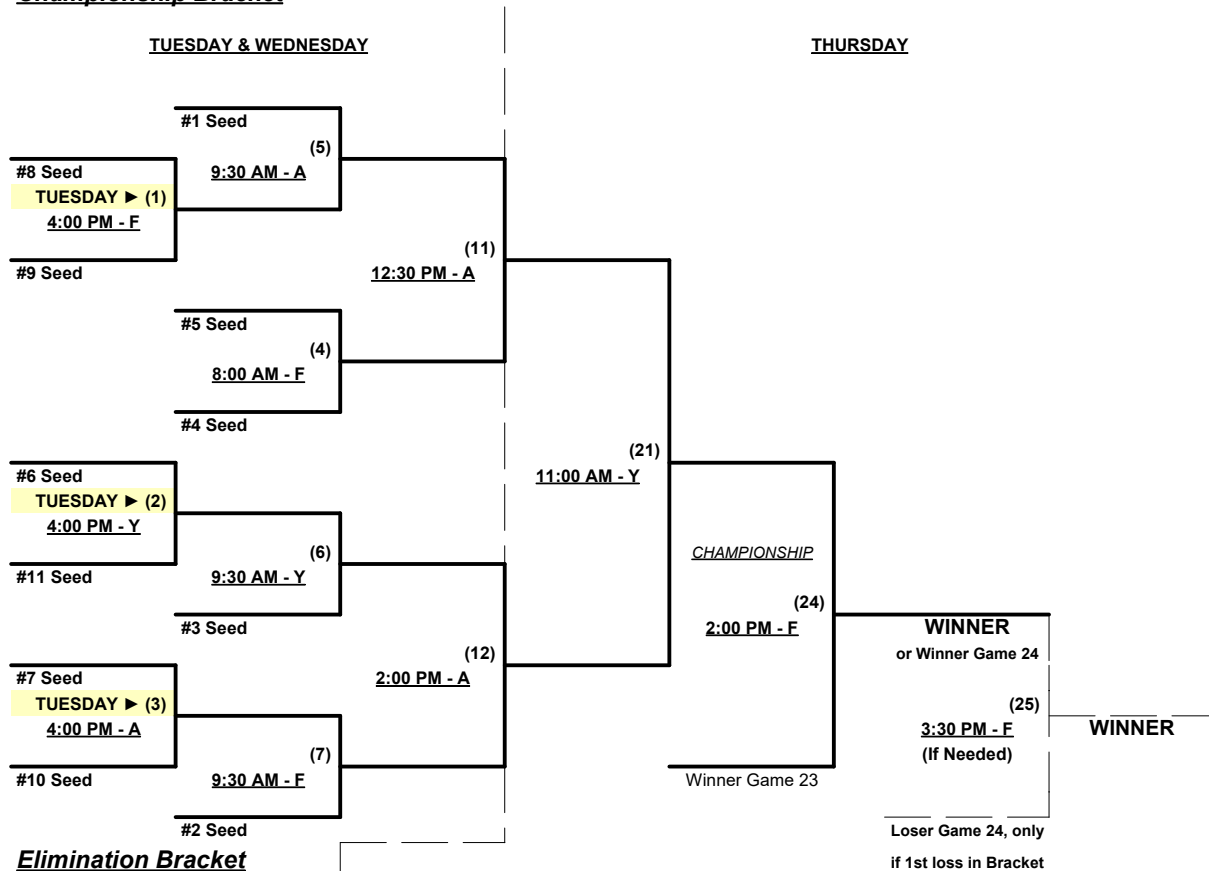 Championship Bracket
TUESDAY & WEDNESDAY
THURSDAY
#1 Seed
(5)
9:30 AM - A
#8 Seed
TUESDAY ► (1)
4:00 PM - F
#9 Seed
(11)
12:30 PM - A
#5 Seed
(4)
8:00 AM - F
#4 Seed
#6 Seed
TUESDAY ► (2)
4:00 PM - Y
#11 Seed
(6)
9:30 AM - Y
#3 Seed
(21)
11:00 AM - Y
CHAMPIONSHIP
(24)
2:00 PM - F
WINNER
or Winner Game 24
(12)
2:00 PM - A
#7 Seed
TUESDAY ► (3)
4:00 PM - A
#10 Seed
(7)
9:30 AM - F
#2 Seed
(25)
3:30 PM - F
(If Needed)
WINNER
Winner Game 23
Loser Game 24, only
if 1st loss in Bracket
Elimination Bracket